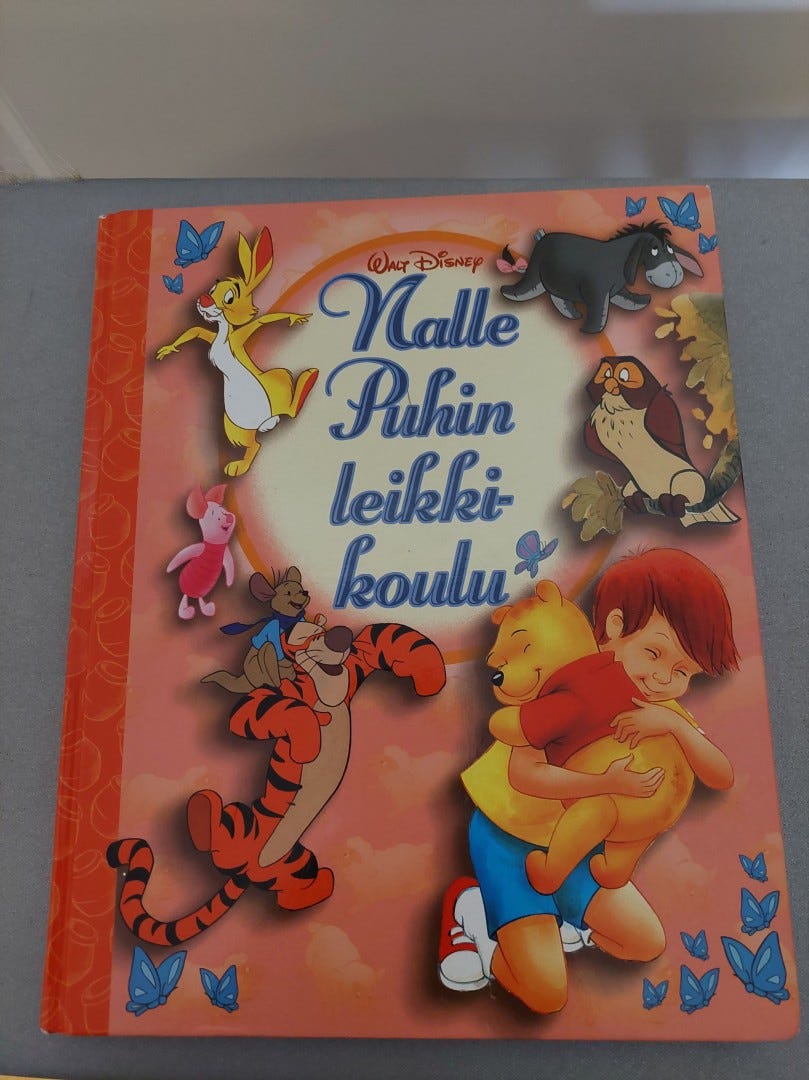 Walt Disney
Nalle
Puhin
leikki-
koulu